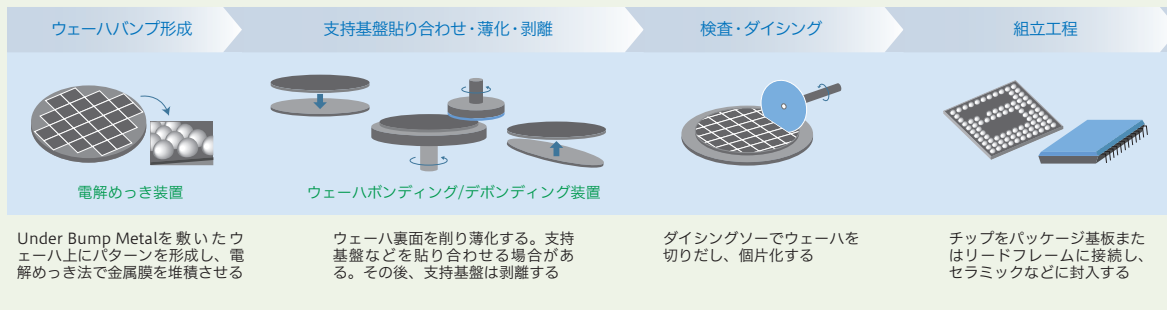 ウェーハバンプ形成
支持基盤貼り合わせ・薄化・剥離
検査・ダイシング
組立工程
電解めっき装置
ウェーハボンディング/デボンディング装置
Under Bump Metalを敷いたウ
ェーハ上にパターンを形成し、電
解めっき法で金属膜を堆積させる
ウェーハ裏面を削り薄化する。支持
基盤などを貼り合わせる場合があ
る。その後、支持基盤は剥離する
ダイシングソーでウェーハを
切りだし、個片化する
チップをパッケージ基板また
はリードフレームに接続し、
セラミックなどに封入する